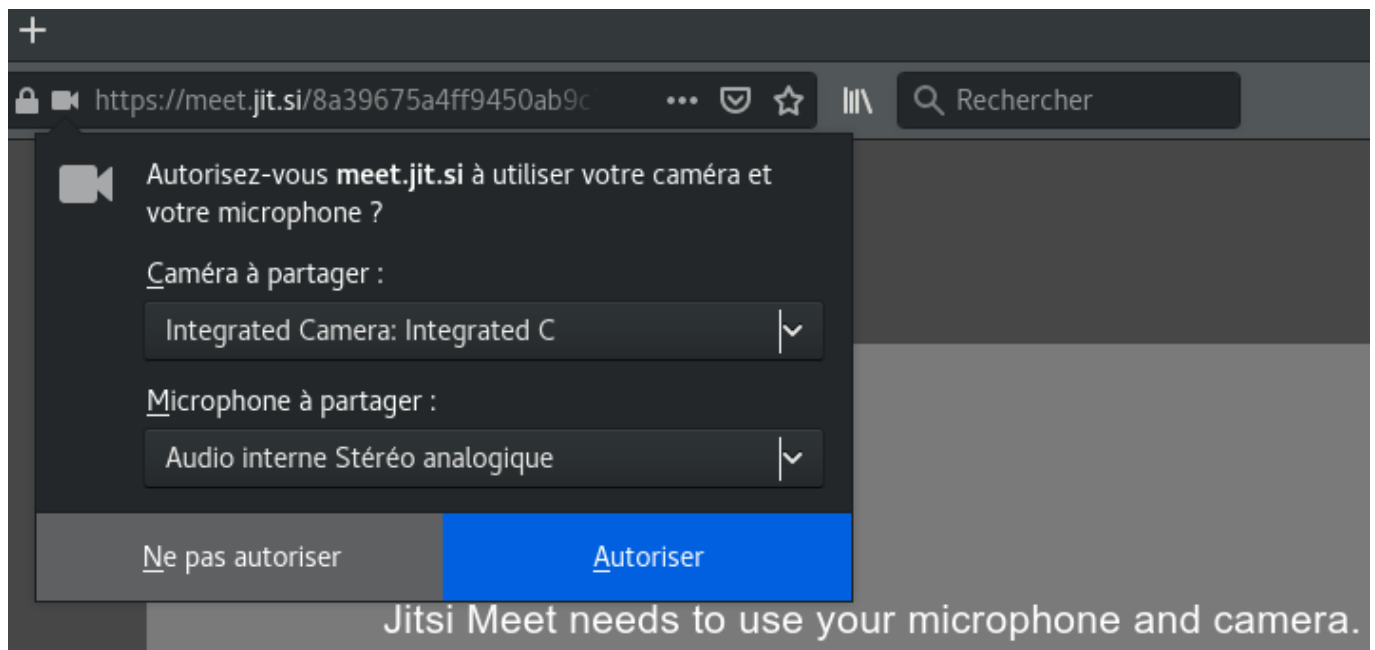 https://meet.jit.si/8a39675a4ff9450ab9c
Rechercher
Autorisez-vous meet.jit.si à utiliser votre caméra et
votre microphone ?
Caméra à partager :
Integrated Camera: Integrated C
Microphone à partager :
Audio interne Stéréo analogique
Ne pas autoriser
Autoriser
Jitsi Meet needs to use your microphone and camera.